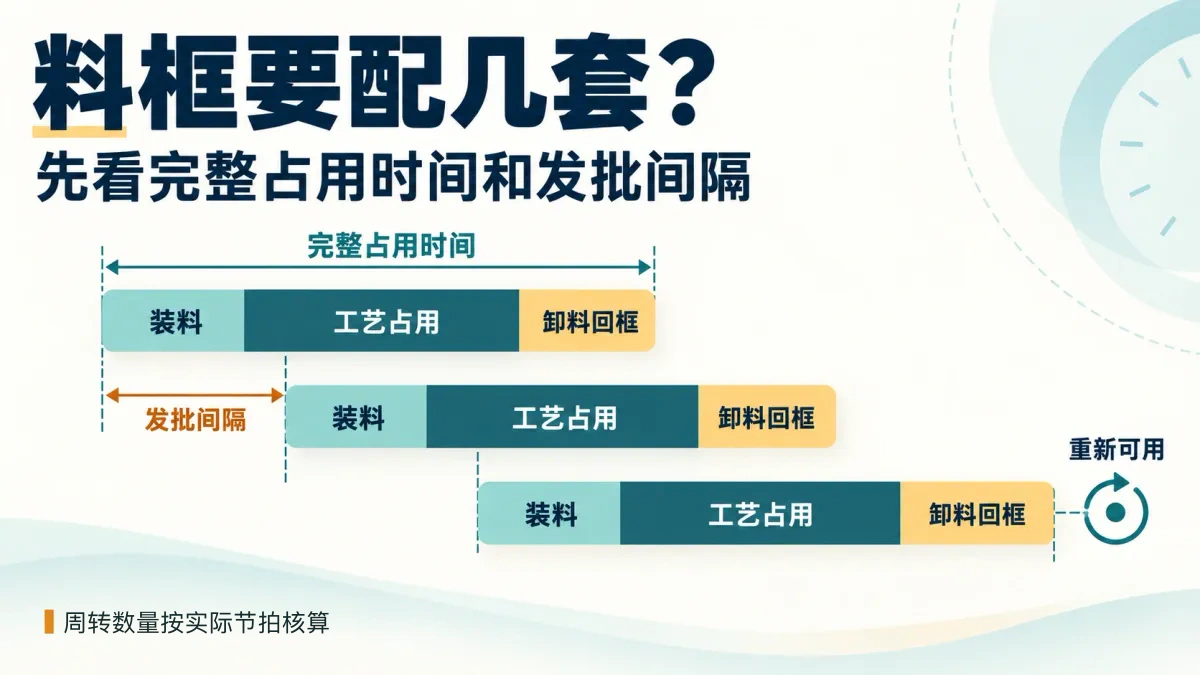 料框要配几套？
先看完整占用时间和发批间隔
完整占用时间
装料 工艺占用 卸料回框
发批间隔
装料 工艺占用 卸料回框
重新可用
装料 工艺占用 卸料回框
周转数量按实际节拍核算